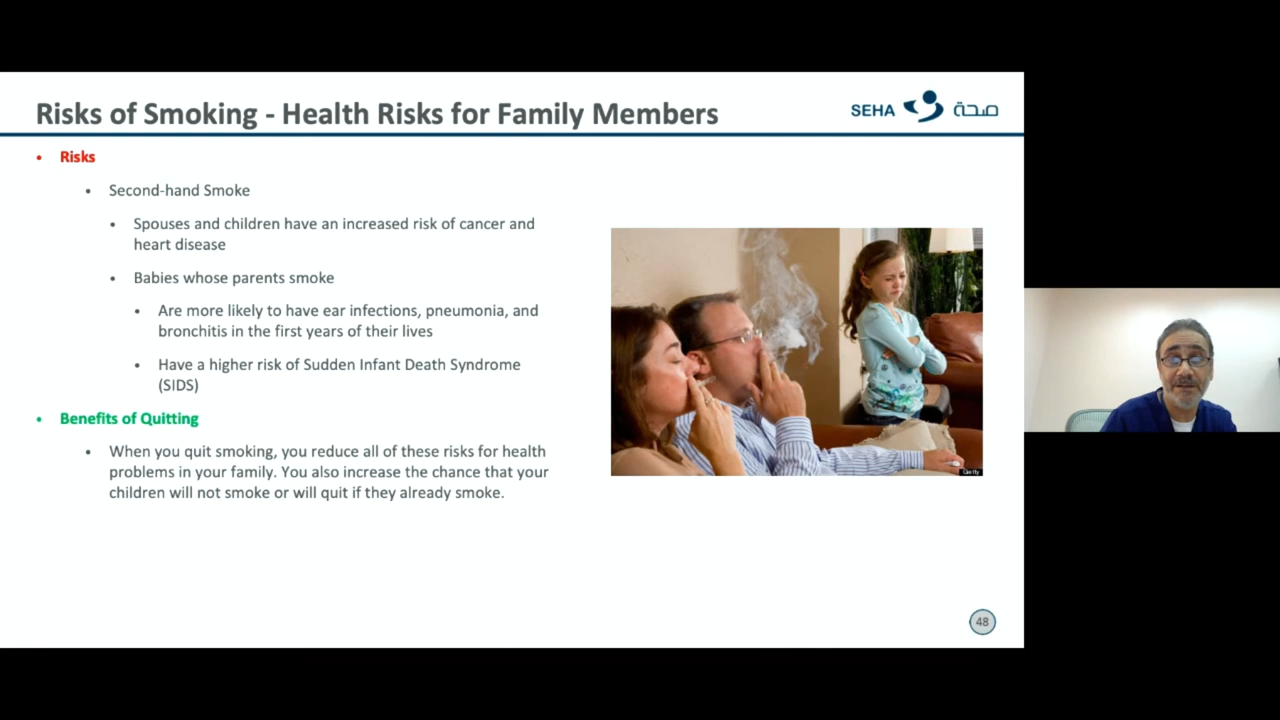 Risks of Smoking - Health Risks for Family Members
SEHA صحة
• Risks
• Second-hand Smoke
• Spouses and children have an increased risk of cancer and
heart disease
• Babies whose parents smoke
• Are more likely to have ear infections, pneumonia, and
bronchitis in the first years of their lives
• Have a higher risk of Sudden Infant Death Syndrome
(SIDS)
• Benefits of Quitting
• When you quit smoking, you reduce all of these risks for health
problems in your family. You also increase the chance that your
children will not smoke or will quit if they already smoke.
Getty
48